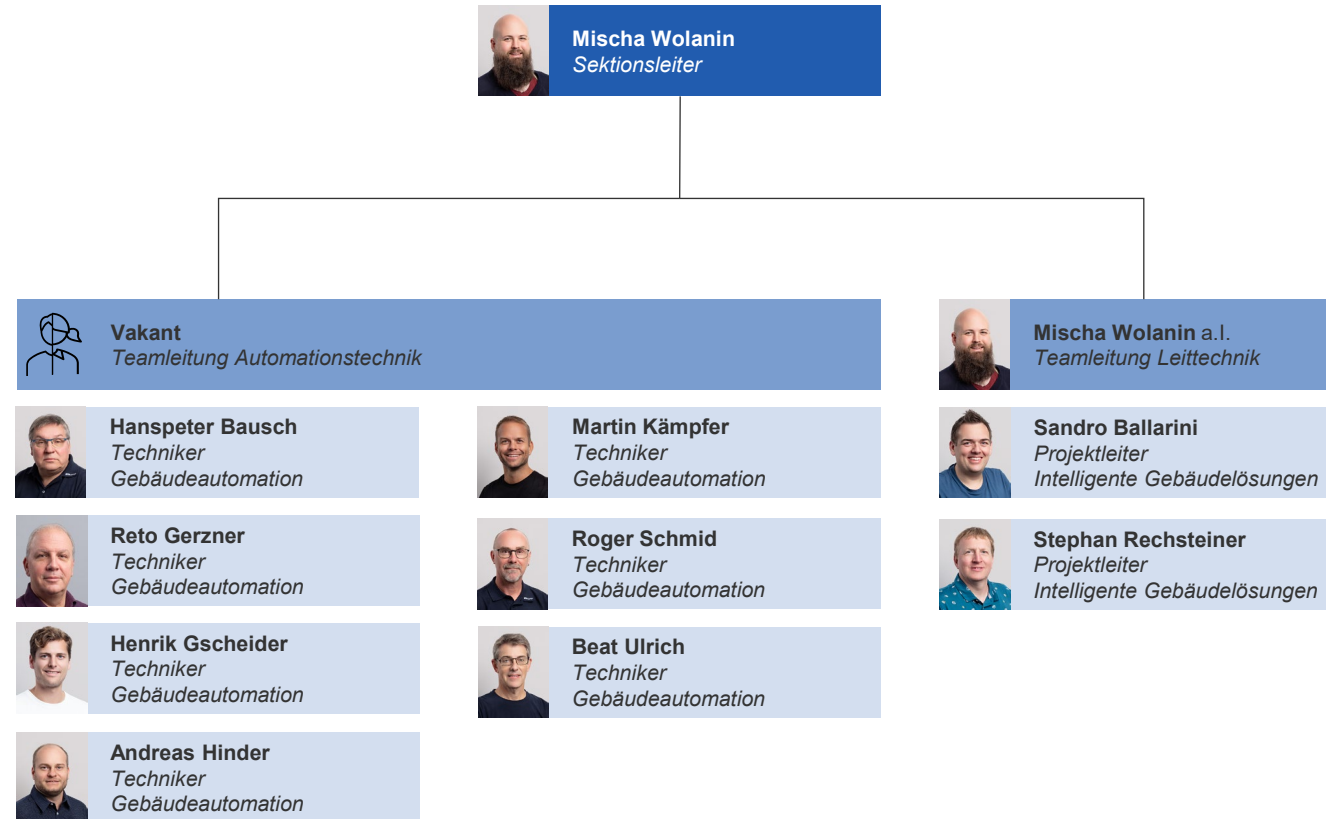 Mischa Wolanin
Sektionsleiter
Vakant
Teamleitung Automationstechnik
Mischa Wolanin a.I.
Teamleitung Leittechnik
Hanspeter Bausch
Techniker
Gebäudeautomation
Martin Kämpfer
Techniker
Gebäudeautomation
Sandro Ballarini
Projektleiter
Intelligente Gebäudelösungen
Reto Gerzner
Techniker
Gebäudeautomation
Roger Schmid
Techniker
Gebäudeautomation
Stephan Rechsteiner
Projektleiter
Intelligente Gebäudelösungen
Henrik Gscheider
Techniker
Gebäudeautomation
Beat Ulrich
Techniker
Gebäudeautomation
Andreas Hinder
Techniker
Gebäudeautomation